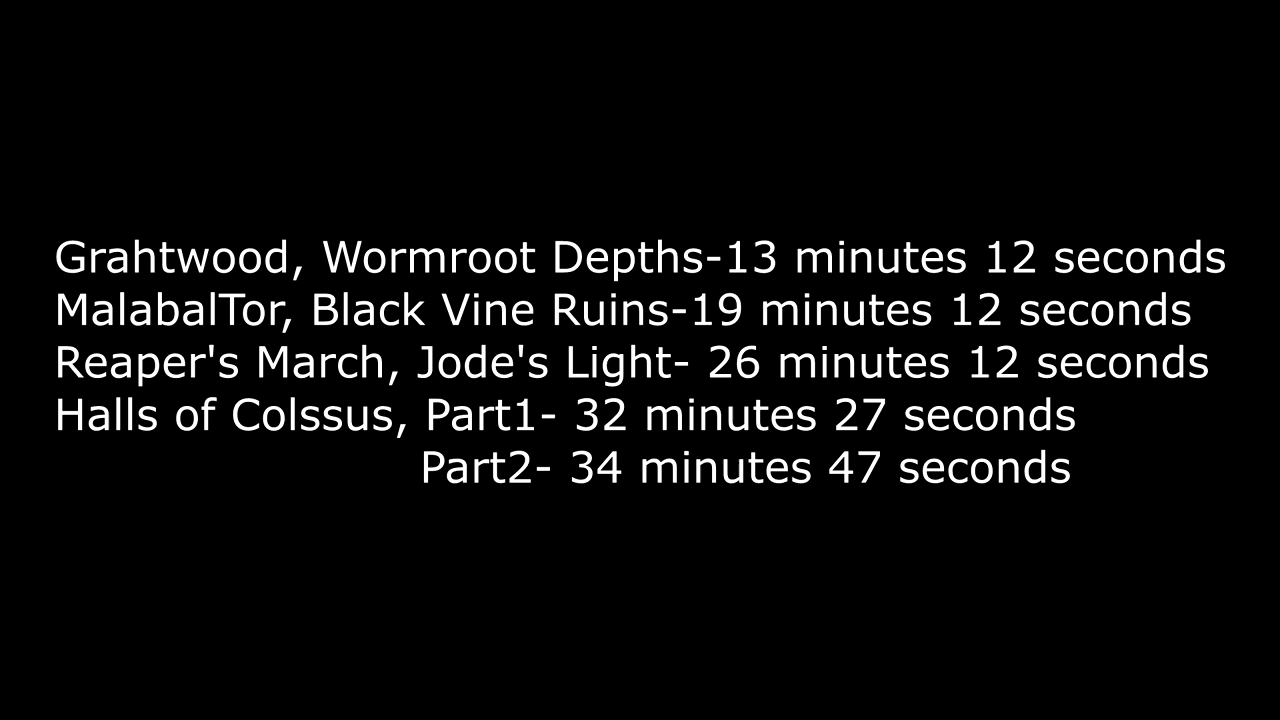 Grahtwood, Wormroot Depths-13 minutes 12 seconds
MalabalTor, Black Vine Ruins-19 minutes 12 seconds
Reaper's March, Jode's Light- 26 minutes 12 seconds
Halls of Colssus, Part1- 32 minutes 27 seconds
Part2- 34 minutes 47 seconds